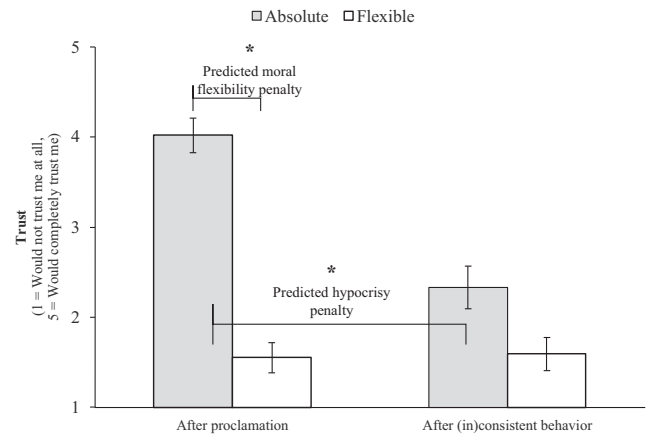 Absolute Flexible
5
4
3
2
1
Trust
(1 = Would not trust me at all,
5 = Would completely trust me)
*
Predicted moral
flexibility penalty
*
Predicted hypocrisy
penalty
After proclamation
After (in)consistent behavior